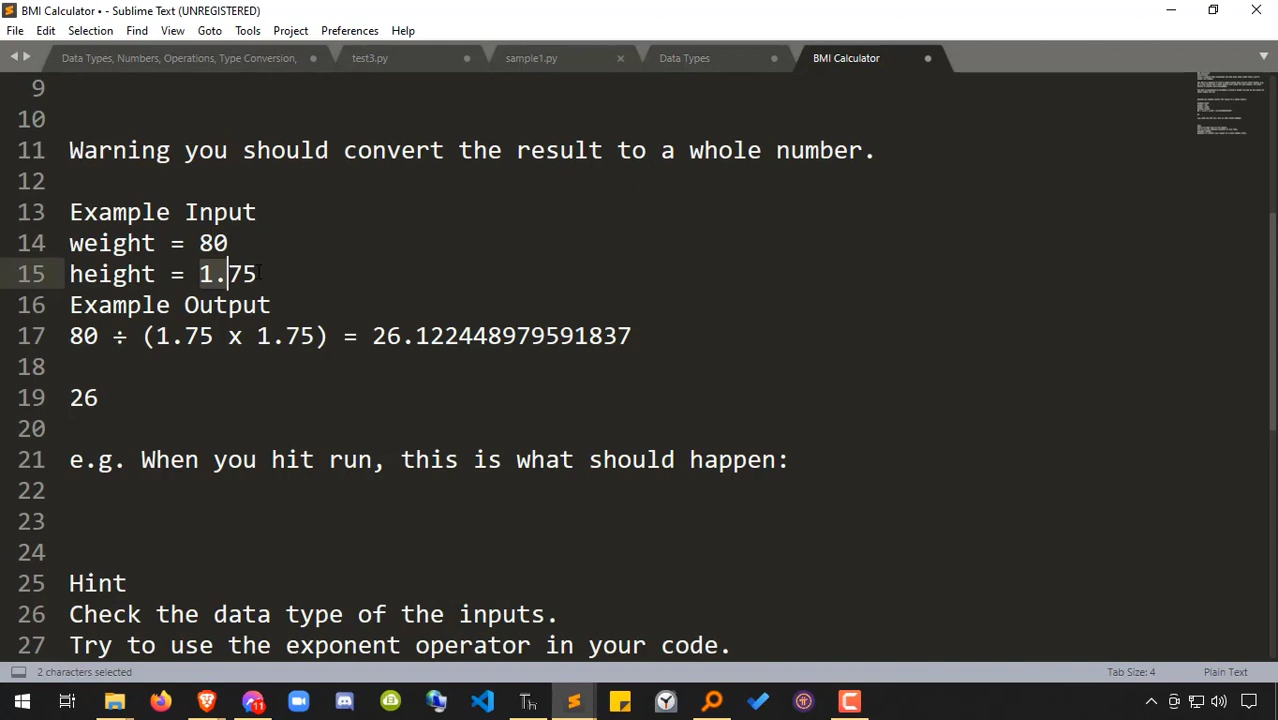 BMI Calculator • - Sublime Text (UNREGISTERED)
File Edit Selection Find View Goto Tools Project Preferences Help
Data Types, Numbers, Operations, Type Conversion, test3.py sample1.py Data Types BMI Calculator
9
10
11 Warning you should convert the result to a whole number.
12
13 Example Input
14 weight = 80
15 height = 1.75
16 Example Output
17 80 ÷ (1.75 x 1.75) = 26.122448979591837
18
19 26
20
21 e.g. When you hit run, this is what should happen:
22
23
24
25 Hint
26 Check the data type of the inputs.
27 Try to use the exponent operator in your code.
2 characters selected Tab Size: 4 Plain Text
11 Th